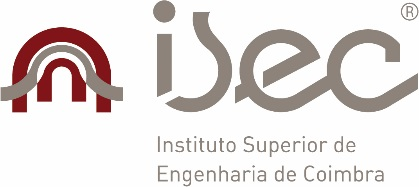 isec®
Instituto Superior de
Engenharia de Coimbra